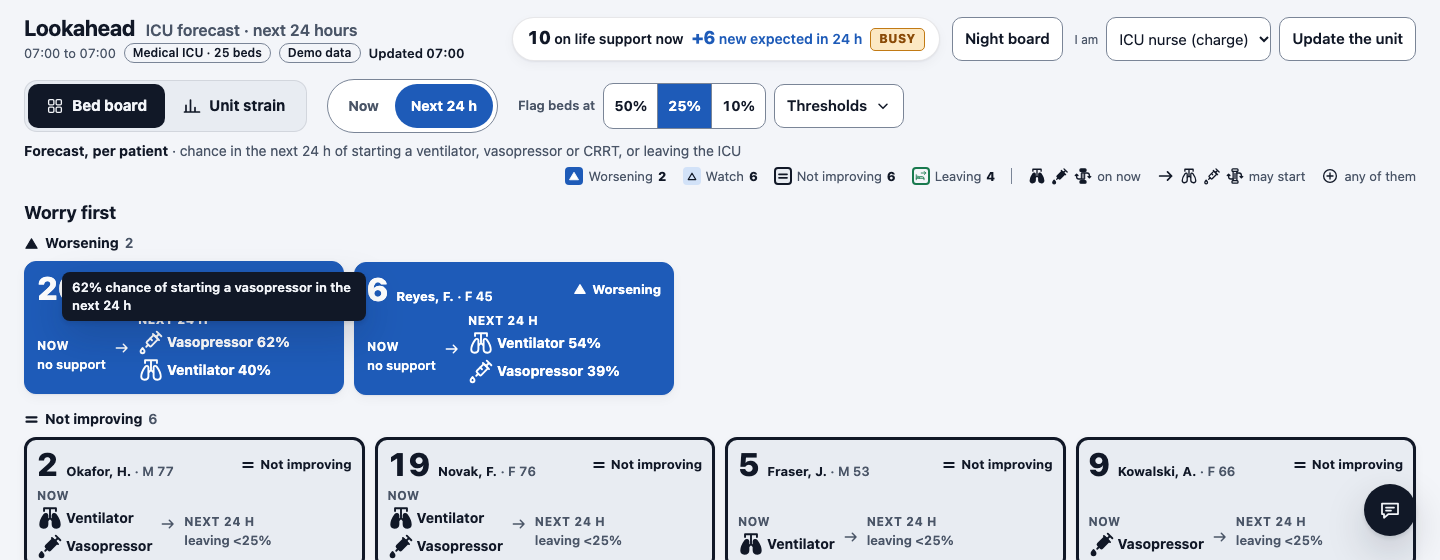 Lookahead ICU forecast · next 24 hours
07:00 to 07:00 Medical ICU · 25 beds Demo data Updated 07:00
10 on life support now +6 new expected in 24 h BUSY
Night board
I am ICU nurse (charge)
Update the unit
Bed board Unit strain
Now Next 24 h
Flag beds at 50% 25% 10%
Thresholds
Forecast, per patient · chance in the next 24 h of starting a ventilator, vasopressor or CRRT, or leaving the ICU
Worsening 2 Watch 6 Not improving 6 Leaving 4 on now may start any of them
Worry first
Worsening 2
62% chance of starting a vasopressor in the
next 24 h
NEXT 24 H
NOW
no support
→
Vasopressor 62%
Ventilator 40%
6 Reyes, F. · F 45 Worsening
NEXT 24 H
NOW
no support
→
Ventilator 54%
Vasopressor 39%
Not improving 6
2 Okafor, H. · M 77 Not improving
NOW
Ventilator
Vasopressor
→
NEXT 24 H
leaving <25%
19 Novak, F. · F 76 Not improving
NOW
Ventilator
Vasopressor
→
NEXT 24 H
leaving <25%
5 Fraser, J. · M 53 Not improving
NOW
Ventilator
→
NEXT 24 H
leaving <25%
9 Kowalski, A. · F 66 Not improving
NOW
Vasopressor
→
NEXT 24 H
leaving <25%